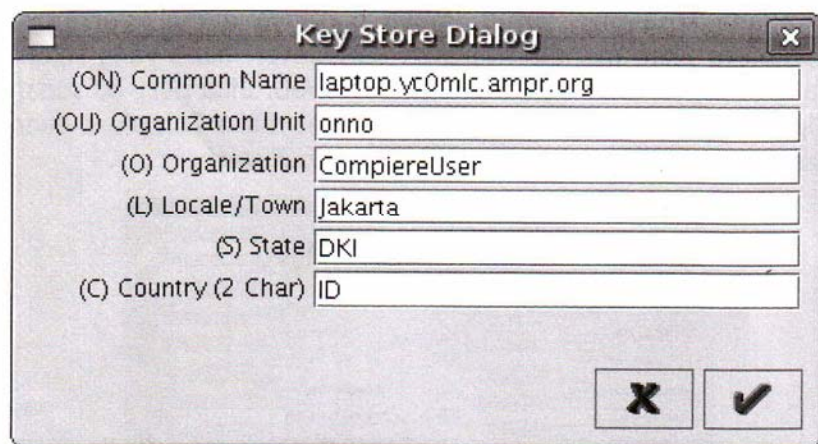 Key Store Dialog
(ON) Common Name laptop.yc0mlc.ampr.org
(OU) Organization Unit onno
(O) Organization CompiereUser
(L) Locale/Town Jakarta
(S) State DKI
(C) Country (2 Char) ID